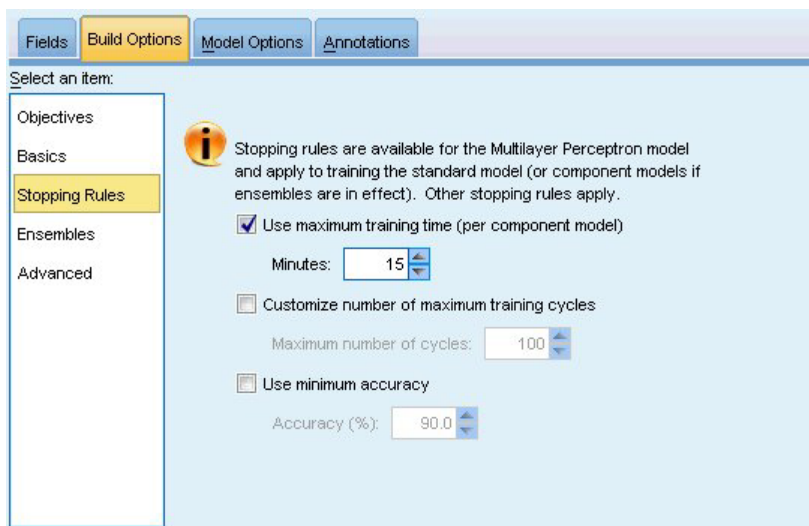 Fields
Build Options
Model Options
Annotations
Select an item:
Objectives
Basics
Stopping Rules
Ensembles
Advanced
Stopping rules are available for the Multilayer Perceptron model
and apply to training the standard model (or component models if
ensembles are in effect). Other stopping rules apply.
Use maximum training time (per component model)
Minutes: 15
Customize number of maximum training cycles
Maximum number of cycles: 100
Use minimum accuracy
Accuracy (%): 90.0